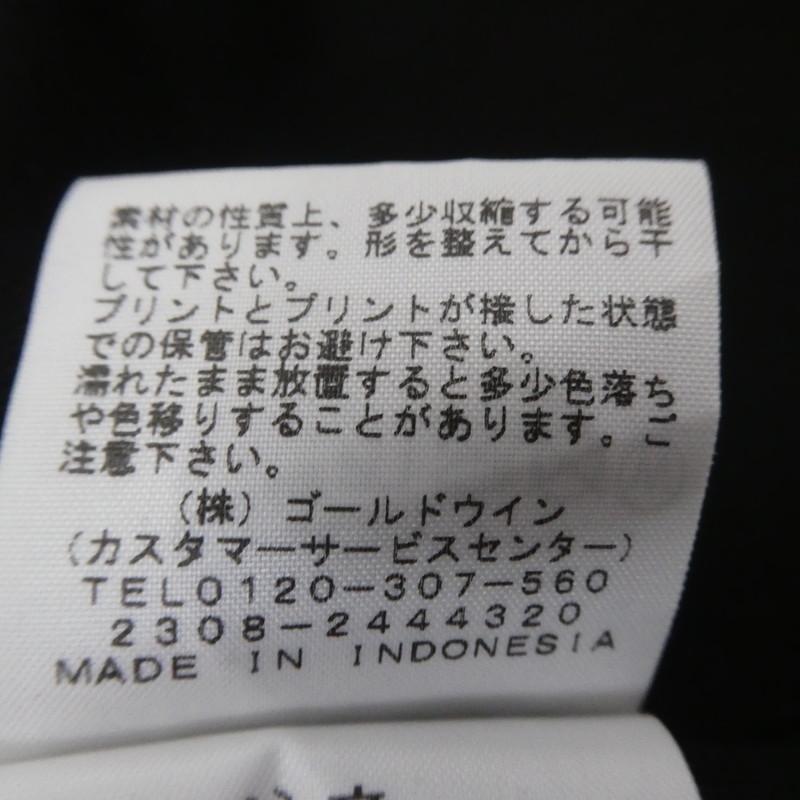 素材の性質上、多少収縮する可能
性があります。形を整えてから干
して下さい。
プリントとプリントが接した状態
での保管はお避け下さい。
濡れたまま放置すると多少色落ち
や色移りすることがあります。ご
注意下さい。
(株)ゴールドウイン
(カスタマーサービスセンター)
TEL0120-307-560
2308-2444320
MADE IN INDONESIA